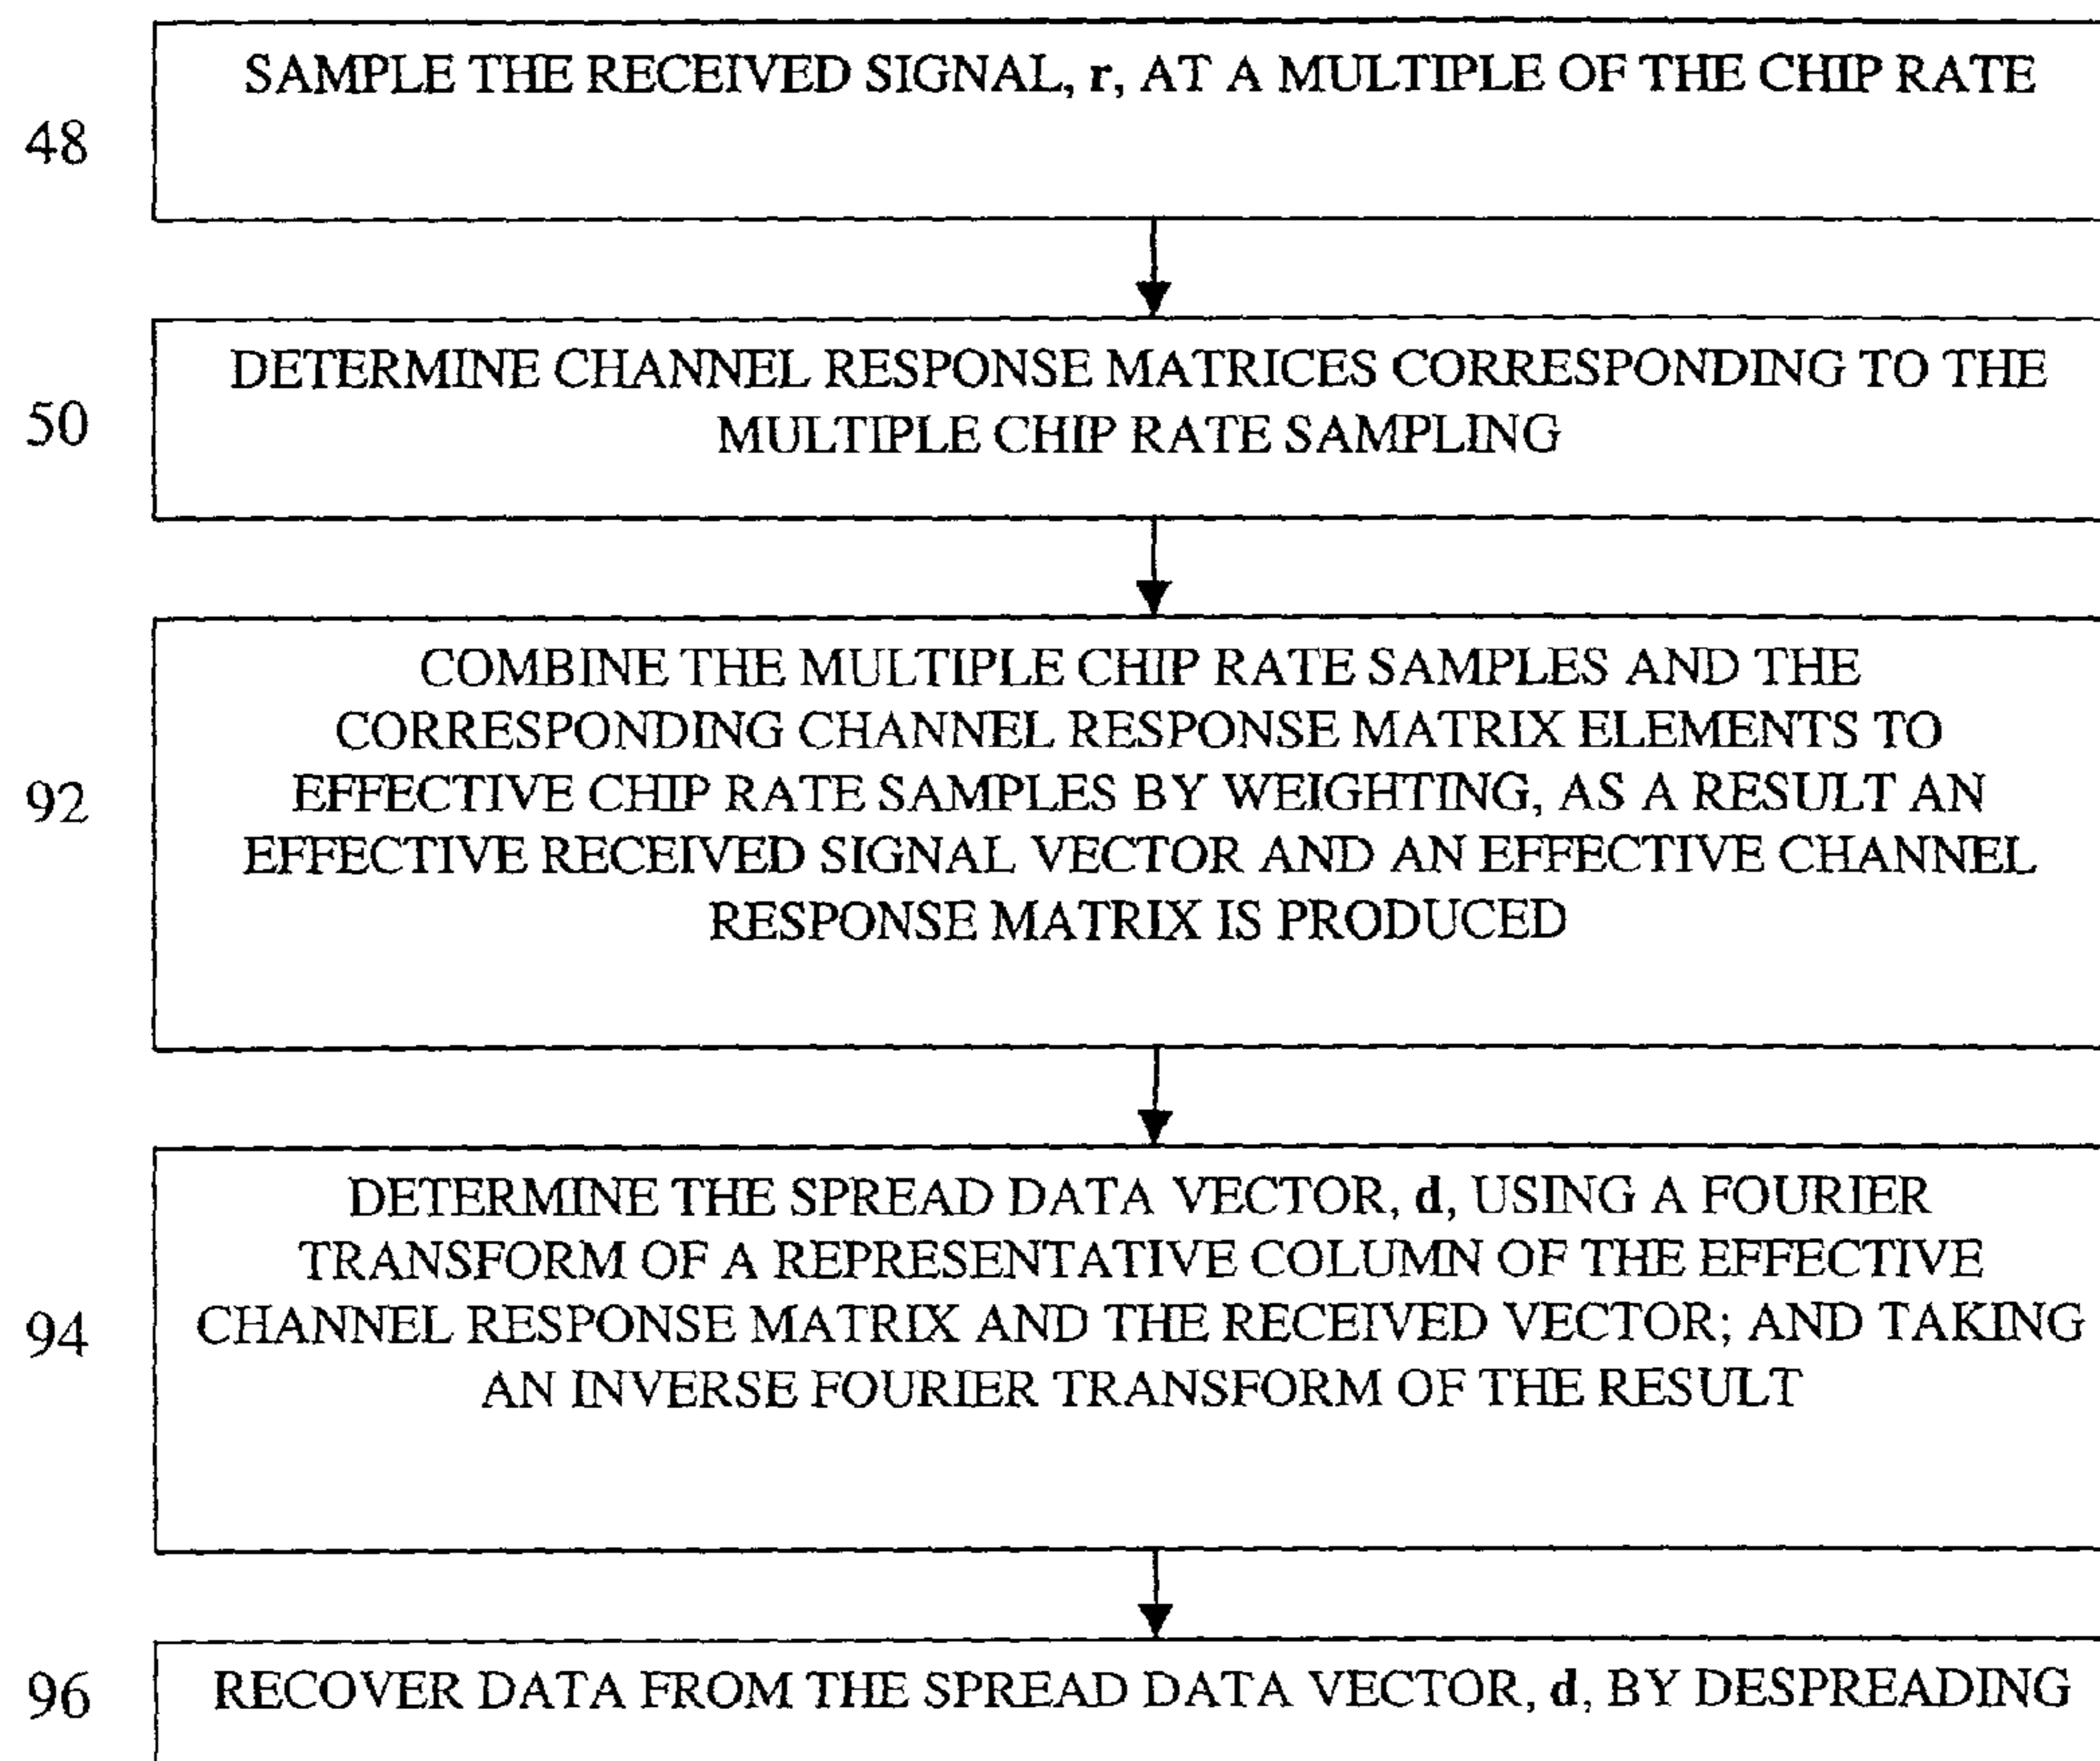 SAMPLE THE RECEIVED SIGNAL, r, AT A MULTIPLE OF THE CHIP RATE
48
DETERMINE CHANNEL RESPONSE MATRICES CORRESPONDING TO THE
MULTIPLE CHIP RATE SAMPLING
50
COMBINE THE MULTIPLE CHIP RATE SAMPLES AND THE
CORRESPONDING CHANNEL RESPONSE MATRIX ELEMENTS TO
EFFECTIVE CHIP RATE SAMPLES BY WEIGHTING, AS A RESULT AN
EFFECTIVE RECEIVED SIGNAL VECTOR AND AN EFFECTIVE CHANNEL
RESPONSE MATRIX IS PRODUCED
92
DETERMINE THE SPREAD DATA VECTOR, d, USING A FOURIER
TRANSFORM OF A REPRESENTATIVE COLUMN OF THE EFFECTIVE
CHANNEL RESPONSE MATRIX AND THE RECEIVED VECTOR; AND TAKING
AN INVERSE FOURIER TRANSFORM OF THE RESULT
94
RECOVER DATA FROM THE SPREAD DATA VECTOR, d, BY DESPREADING
96